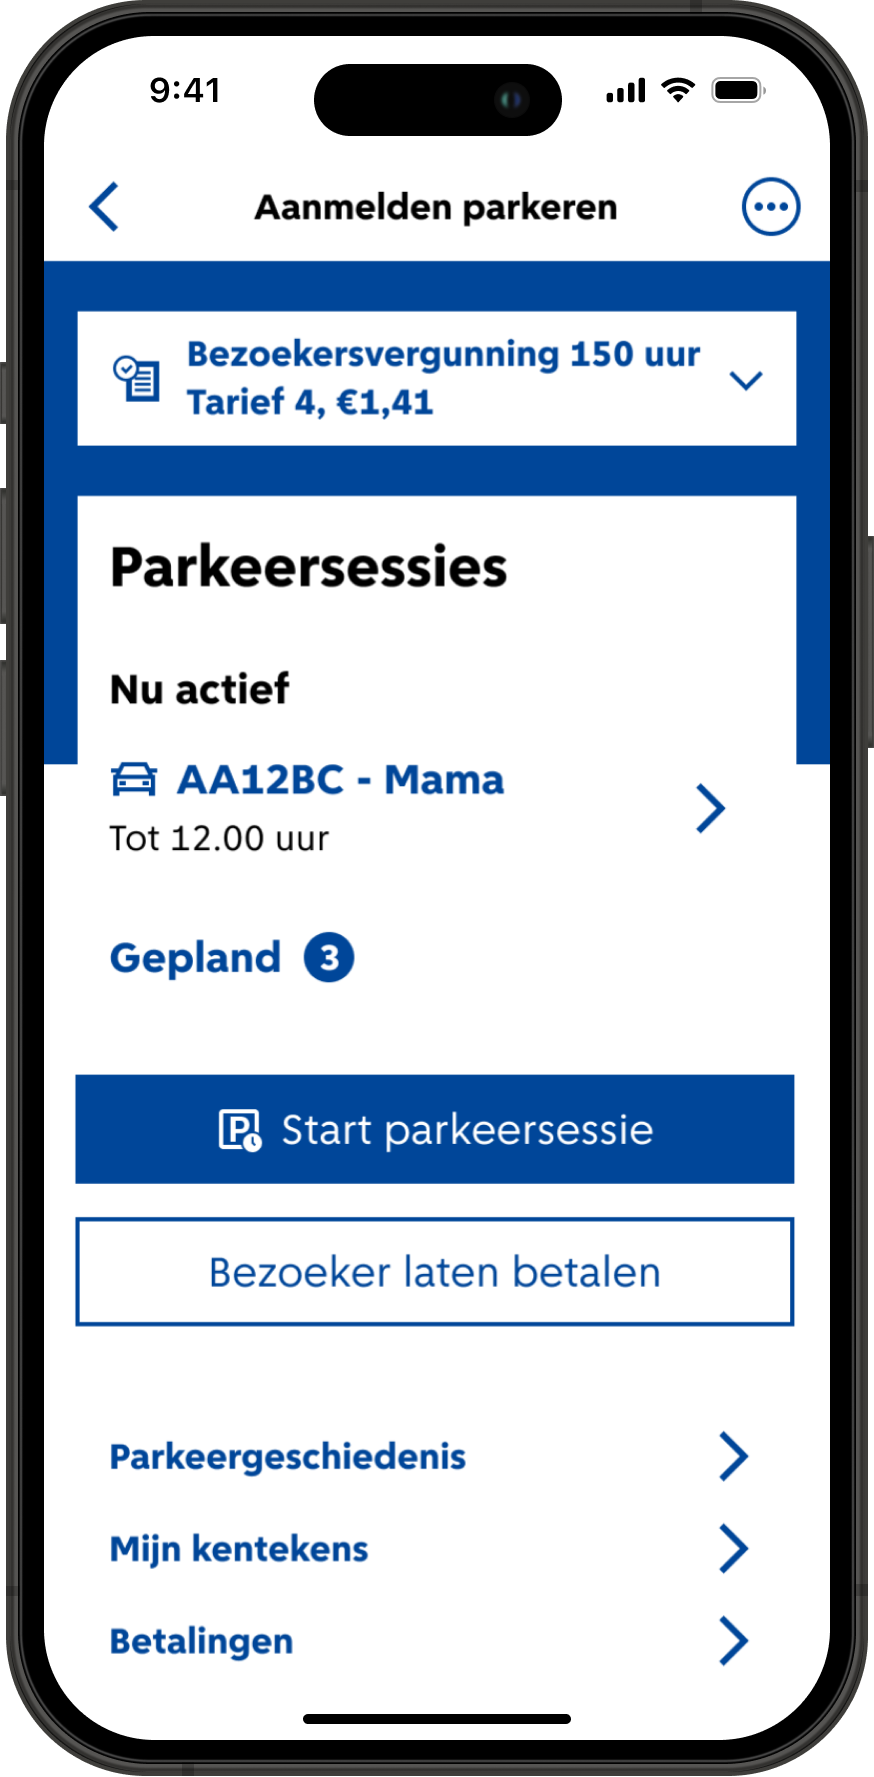 9:41
Aanmelden parkeren
Bezoekersvergunning 150 uur
Tarief 4, €1,41
Parkeersessies
Nu actief
AA12BC - Mama
Tot 12.00 uur
Gepland 3
P Start parkeersessie
Bezoeker laten betalen
Parkeergeschiedenis
Mijn kentekens
Betalingen